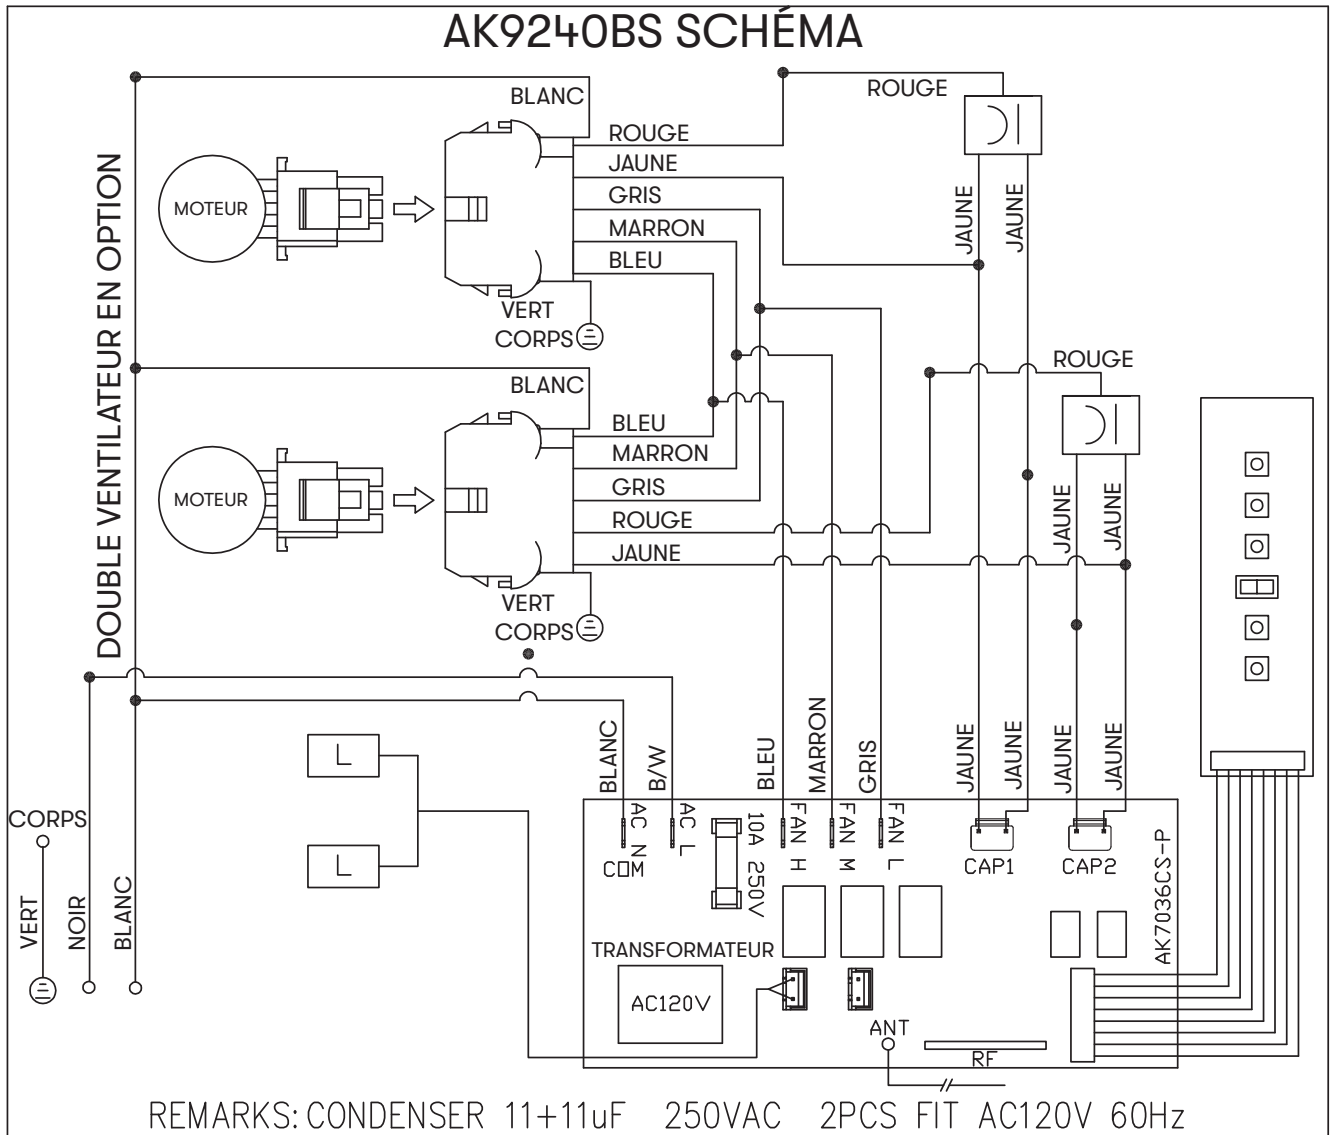 AK9240BS SCHÉMA
DOUBLE VENTILATEUR EN OPTION
BLANC
ROUGE
JAUNE
GRIS
MARRON
BLEU
MOTEUR
VERT
CORPS
ROUGE
JAUNE
JAUNE
BLANC
BLEU
MARRON
GRIS
ROUGE
JAUNE
MOTEUR
VERT
CORPS
ROUGE
JAUNE
JAUNE
BLANC
B/W
BLEU
MARRON
GRIS
JAUNE
JAUNE
JAUNE
JAUNE
L
L
CORPS
VERT
NOIR
BLANC
AC N
COM
AC L
10A 250V
FAN H
FAN M
FAN L
CAP1
CAP2
AK7036CS-P
TRANSFORMATEUR
AC120V
ANT
RF
REMARKS: CONDENSER 11+11uF 250VAC 2PCS FIT AC120V 60Hz